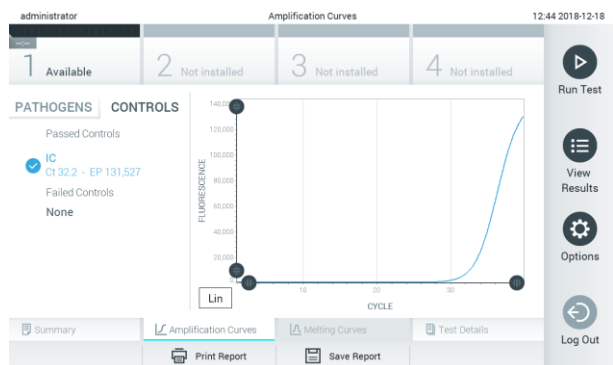 administrator
Amplification Curves
12:44 2018-12-18
1 Available
2 Not installed
3 Not installed
4 Not installed
Run Test
PATHOGENS
CONTROLS
Passed Controls
IC
Ct 32.2 - EP 131,527
Failed Controls
None
FLUORESCENCE
140,000
120,000
100,000
80,000
60,000
40,000
20,000
0
10
20
30
CYCLE
Lin
View
Results
Options
Log Out
Summary
Amplification Curves
Melting Curves
Test Details
Print Report
Save Report